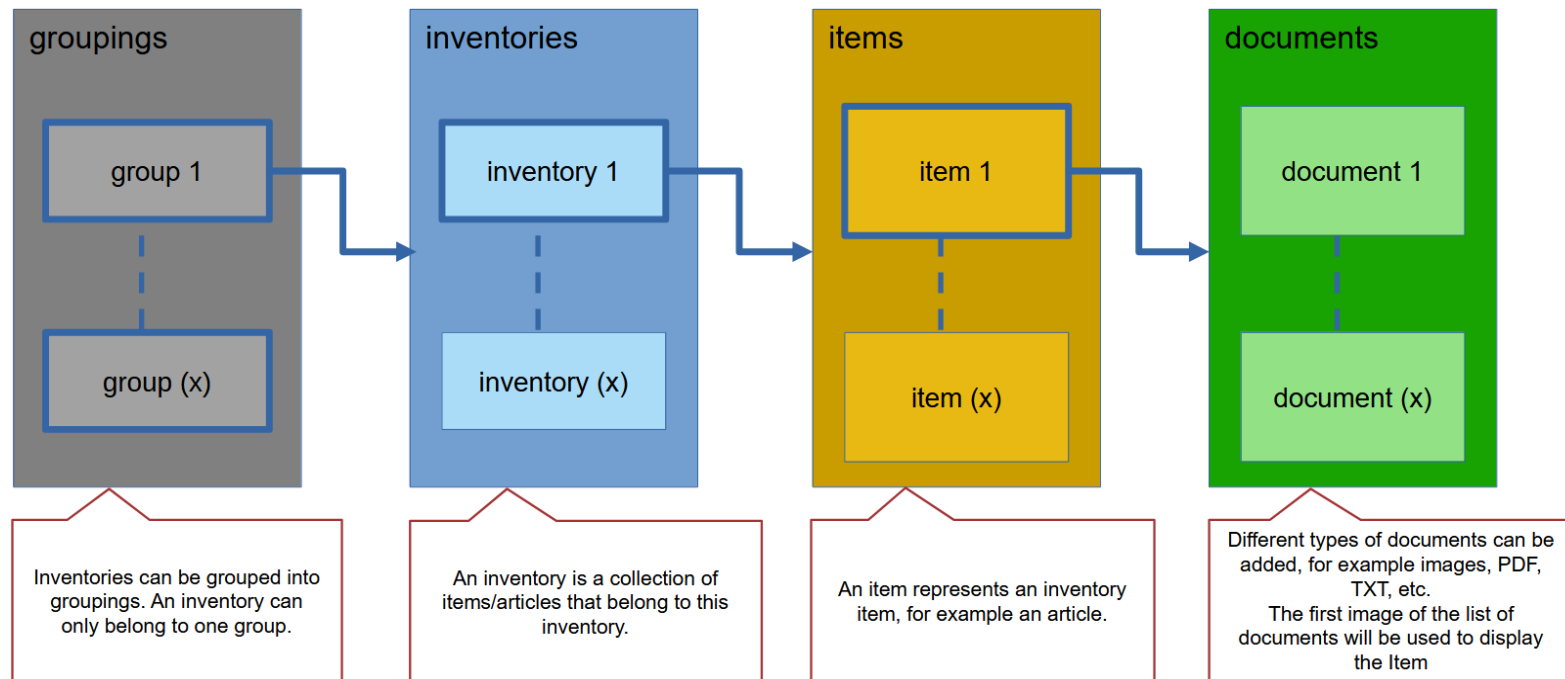 groupings
inventories
items
documents
group 1
inventory 1
item 1
document 1
group (x)
inventory (x)
item (x)
document (x)
Inventories can be grouped into
groupings. An inventory can
only belong to one group.
An inventory is a collection of
items/articles that belong to this
inventory.
An item represents an inventory
item, for example an article.
Different types of documents can be
added, for example images, PDF,
TXT, etc.
The first image of the list of
documents will be used to display
the Item